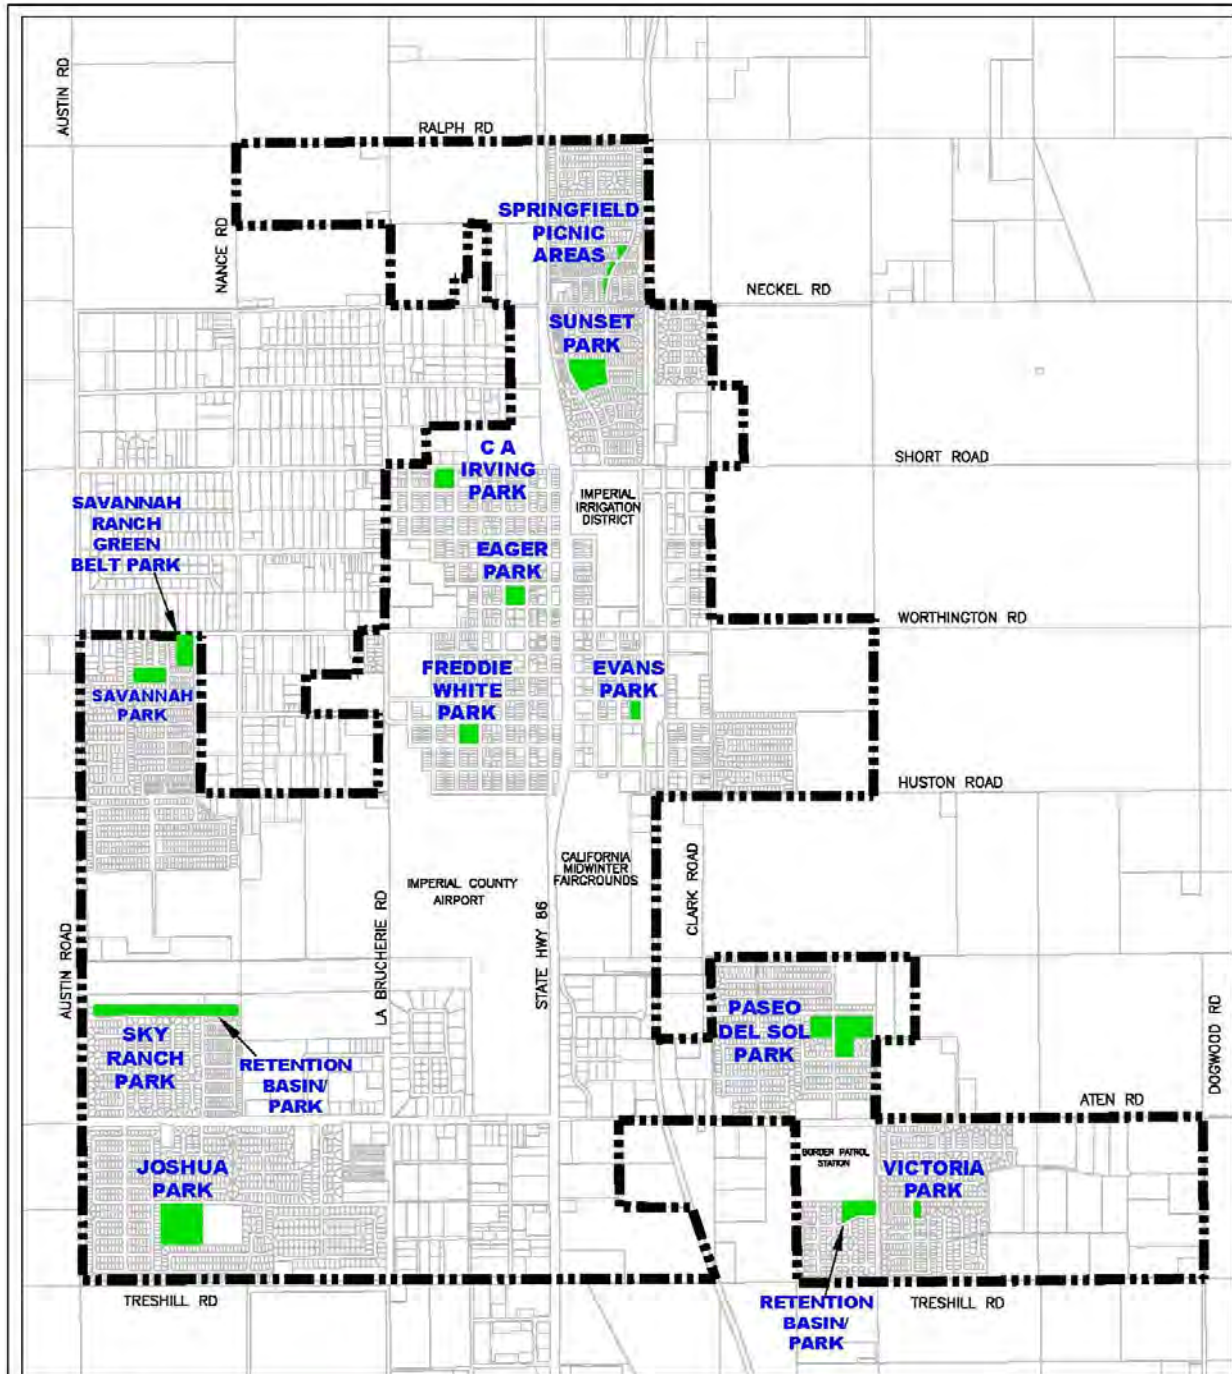 AUSTIN RD
RALPH RD
NANCE RD
SPRINGFIELD
PICNIC
AREAS
NECKEL RD
SUNSET
PARK
C A
IRVING
PARK
SHORT ROAD
IMPERIAL
IRRIGATION
DISTRICT
SAVANNAH
RANCH
GREEN
BELT PARK
EAGER
PARK
WORTHINGTON RD
SAVANNAH
PARK
FREDDIE
WHITE
PARK
EVANS
PARK
HUSTON ROAD
CALIFORNIA
MIDWINTER
FAIRGROUNDS
CLARK ROAD
IMPERIAL COUNTY
AIRPORT
LA BRUCHERIE RD
STATE HWY 86
AUSTIN ROAD
SKY
RANCH
PARK
RETENTION
BASIN/
PARK
PASEO
DEL SOL
PARK
DOGWOOD RD
ATEN RD
JOSHUA
PARK
BORDER PATROL
STATION
VICTORIA
PARK
TRESHILL RD
RETENTION
BASIN/
PARK
TRESHILL RD